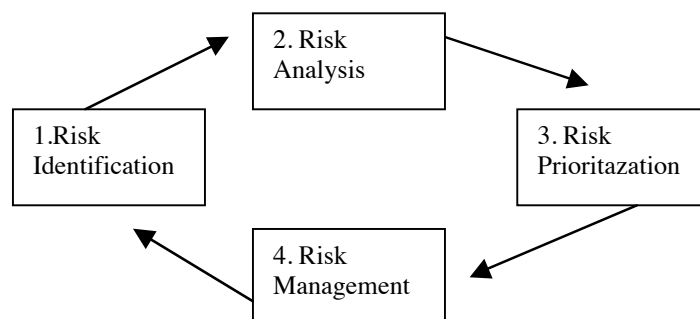 2. Risk
Analysis
1.Risk
Identification
3. Risk
Prioritazation
4. Risk
Management